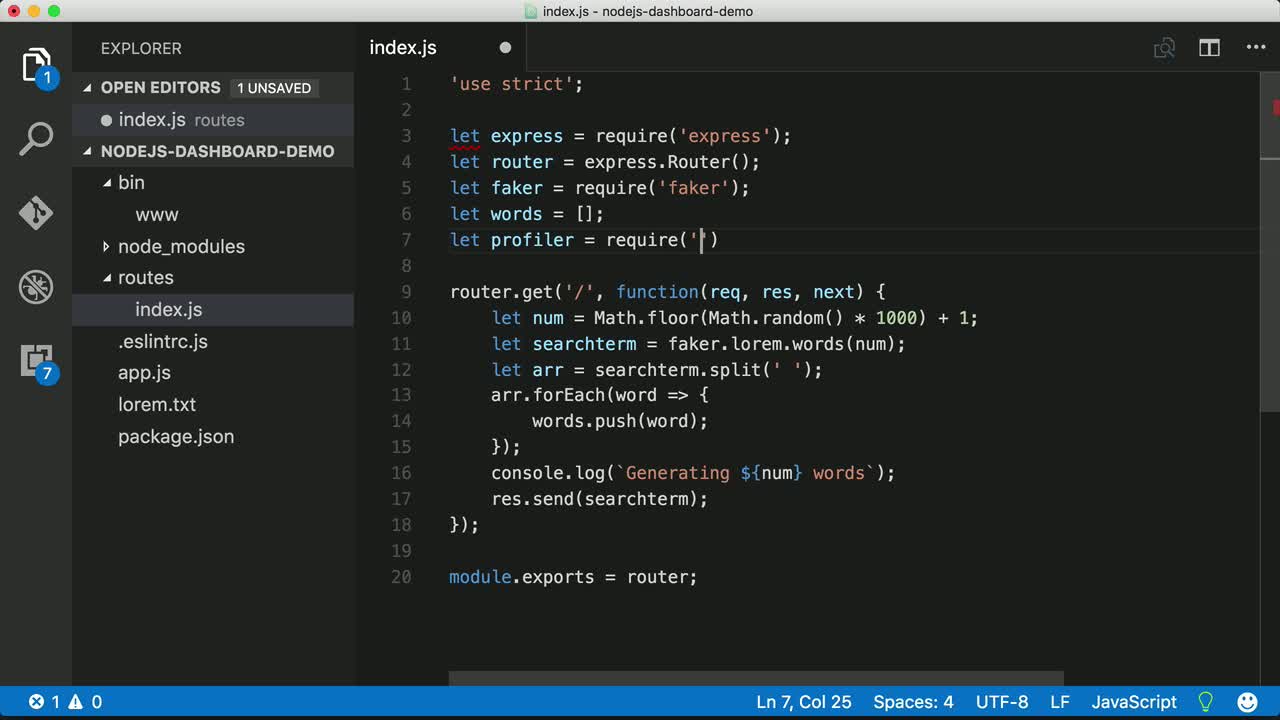 index.js - nodejs-dashboard-demo
EXPLORER
OPEN EDITORS 1 UNSAVED
index.js routes
NODEJS-DASHBOARD-DEMO
bin
www
node_modules
routes
index.js
.eslintrc.js
app.js
lorem.txt
package.json
1
7
index.js
1 'use strict';
2
3 let express = require('express');
4 let router = express.Router();
5 let faker = require('faker');
6 let words = [];
7 let profiler = require('')
8
9 router.get('/', function(req, res, next) {
10     let num = Math.floor(Math.random() * 1000) + 1;
11     let searchterm = faker.lorem.words(num);
12     let arr = searchterm.split(' ');
13     arr.forEach(word => {
14         words.push(word);
15     });
16     console.log(`Generating ${num} words`);
17     res.send(searchterm);
18 });
19
20 module.exports = router;
1 0 Ln 7, Col 25 Spaces: 4 UTF-8 LF JavaScript